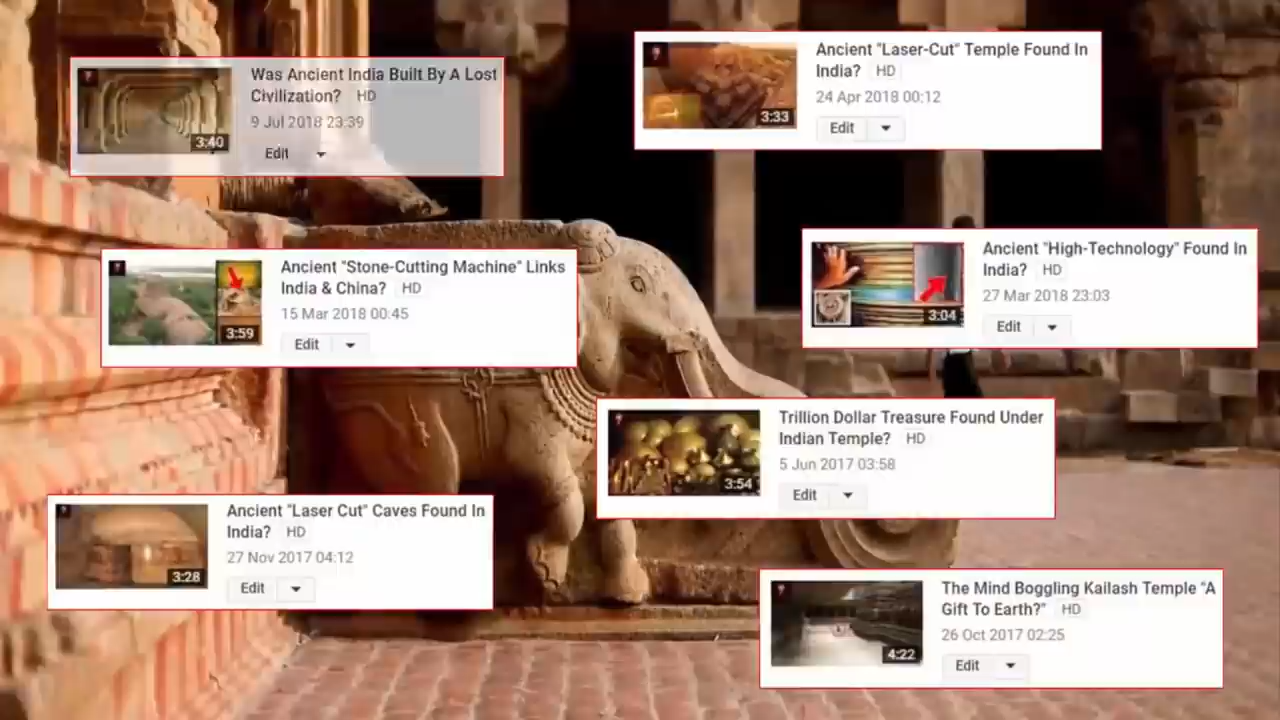 Was Ancient India Built By A Lost
Civilization? HD
9 Jul 2018 23:39
3:40
Edit
Ancient "Laser-Cut" Temple Found In
India? HD
24 Apr 2018 00:12
3:33
Edit
Ancient "Stone-Cutting Machine" Links
India & China? HD
15 Mar 2018 00:45
3:59
Edit
Ancient "High-Technology" Found In
India? HD
27 Mar 2018 23:03
3:04
Edit
Trillion Dollar Treasure Found Under
Indian Temple? HD
5 Jun 2017 03:58
3:54
Edit
Ancient "Laser Cut" Caves Found In
India? HD
27 Nov 2017 04:12
3:28
Edit
The Mind Boggling Kailash Temple "A
Gift To Earth?" HD
26 Oct 2017 02:25
4:22
Edit